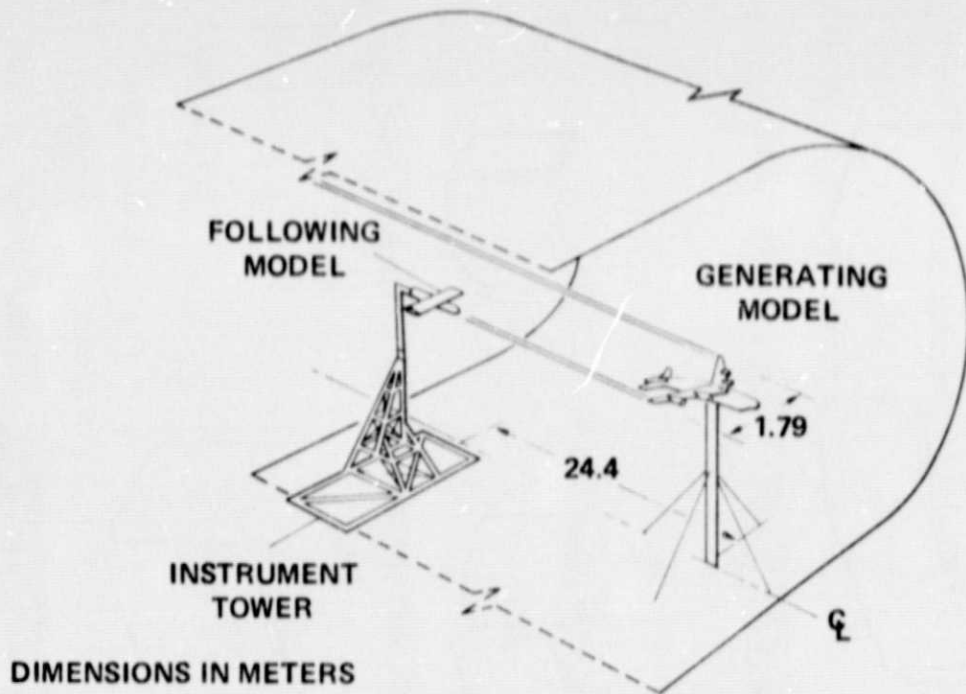 FOLLOWING
MODEL
GENERATING
MODEL
1.79
24.4
℄
INSTRUMENT
TOWER
DIMENSIONS IN METERS